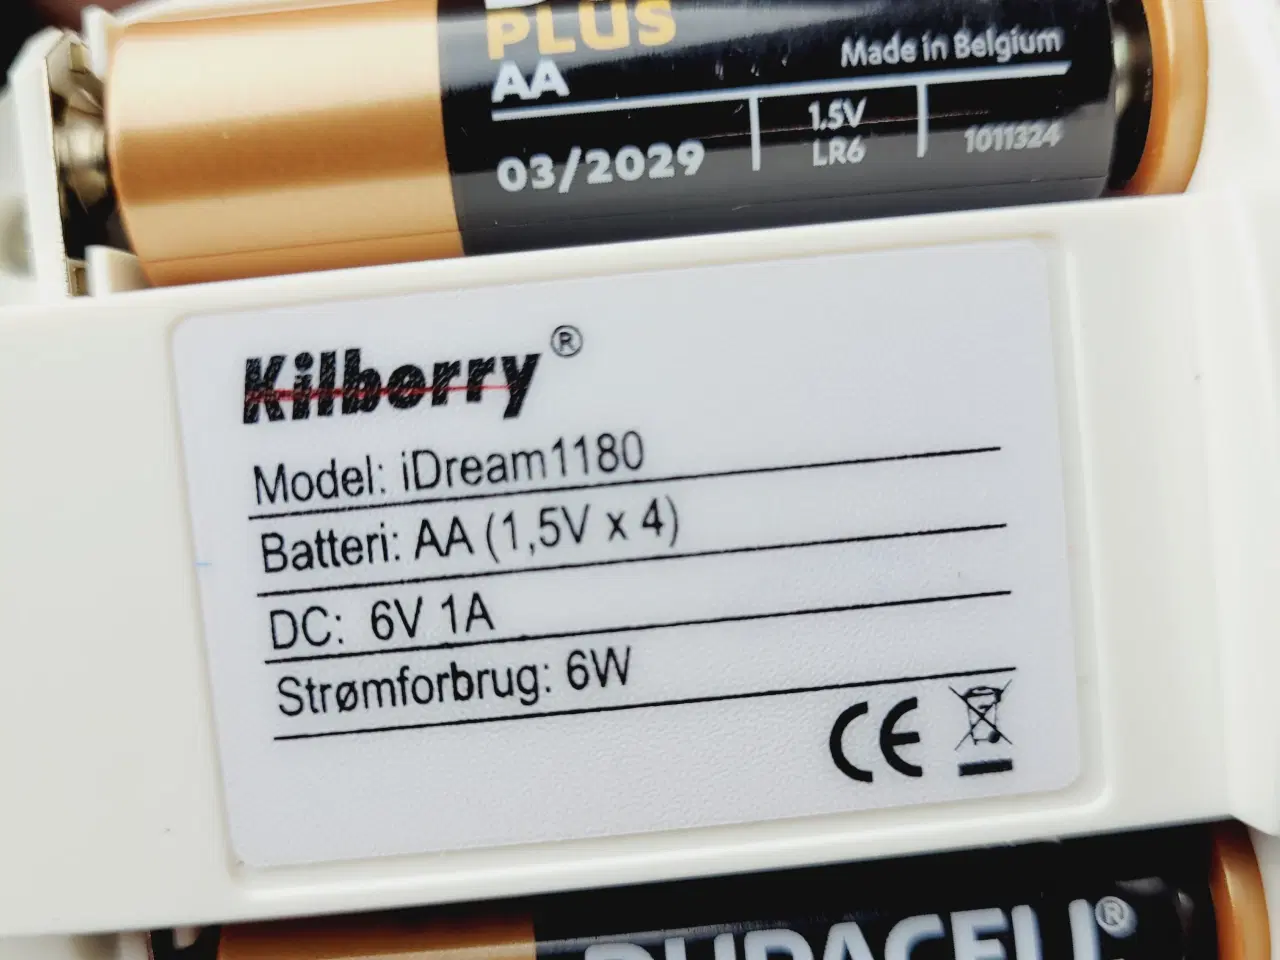 PLUS
AA
Made in Belgium
03/2029
1.5V
LR6
1011324
Kilberry®
Model: iDream1180
Batteri: AA (1,5V x 4)
DC: 6V 1A
Strømforbrug: 6W
CE
DURACELL®